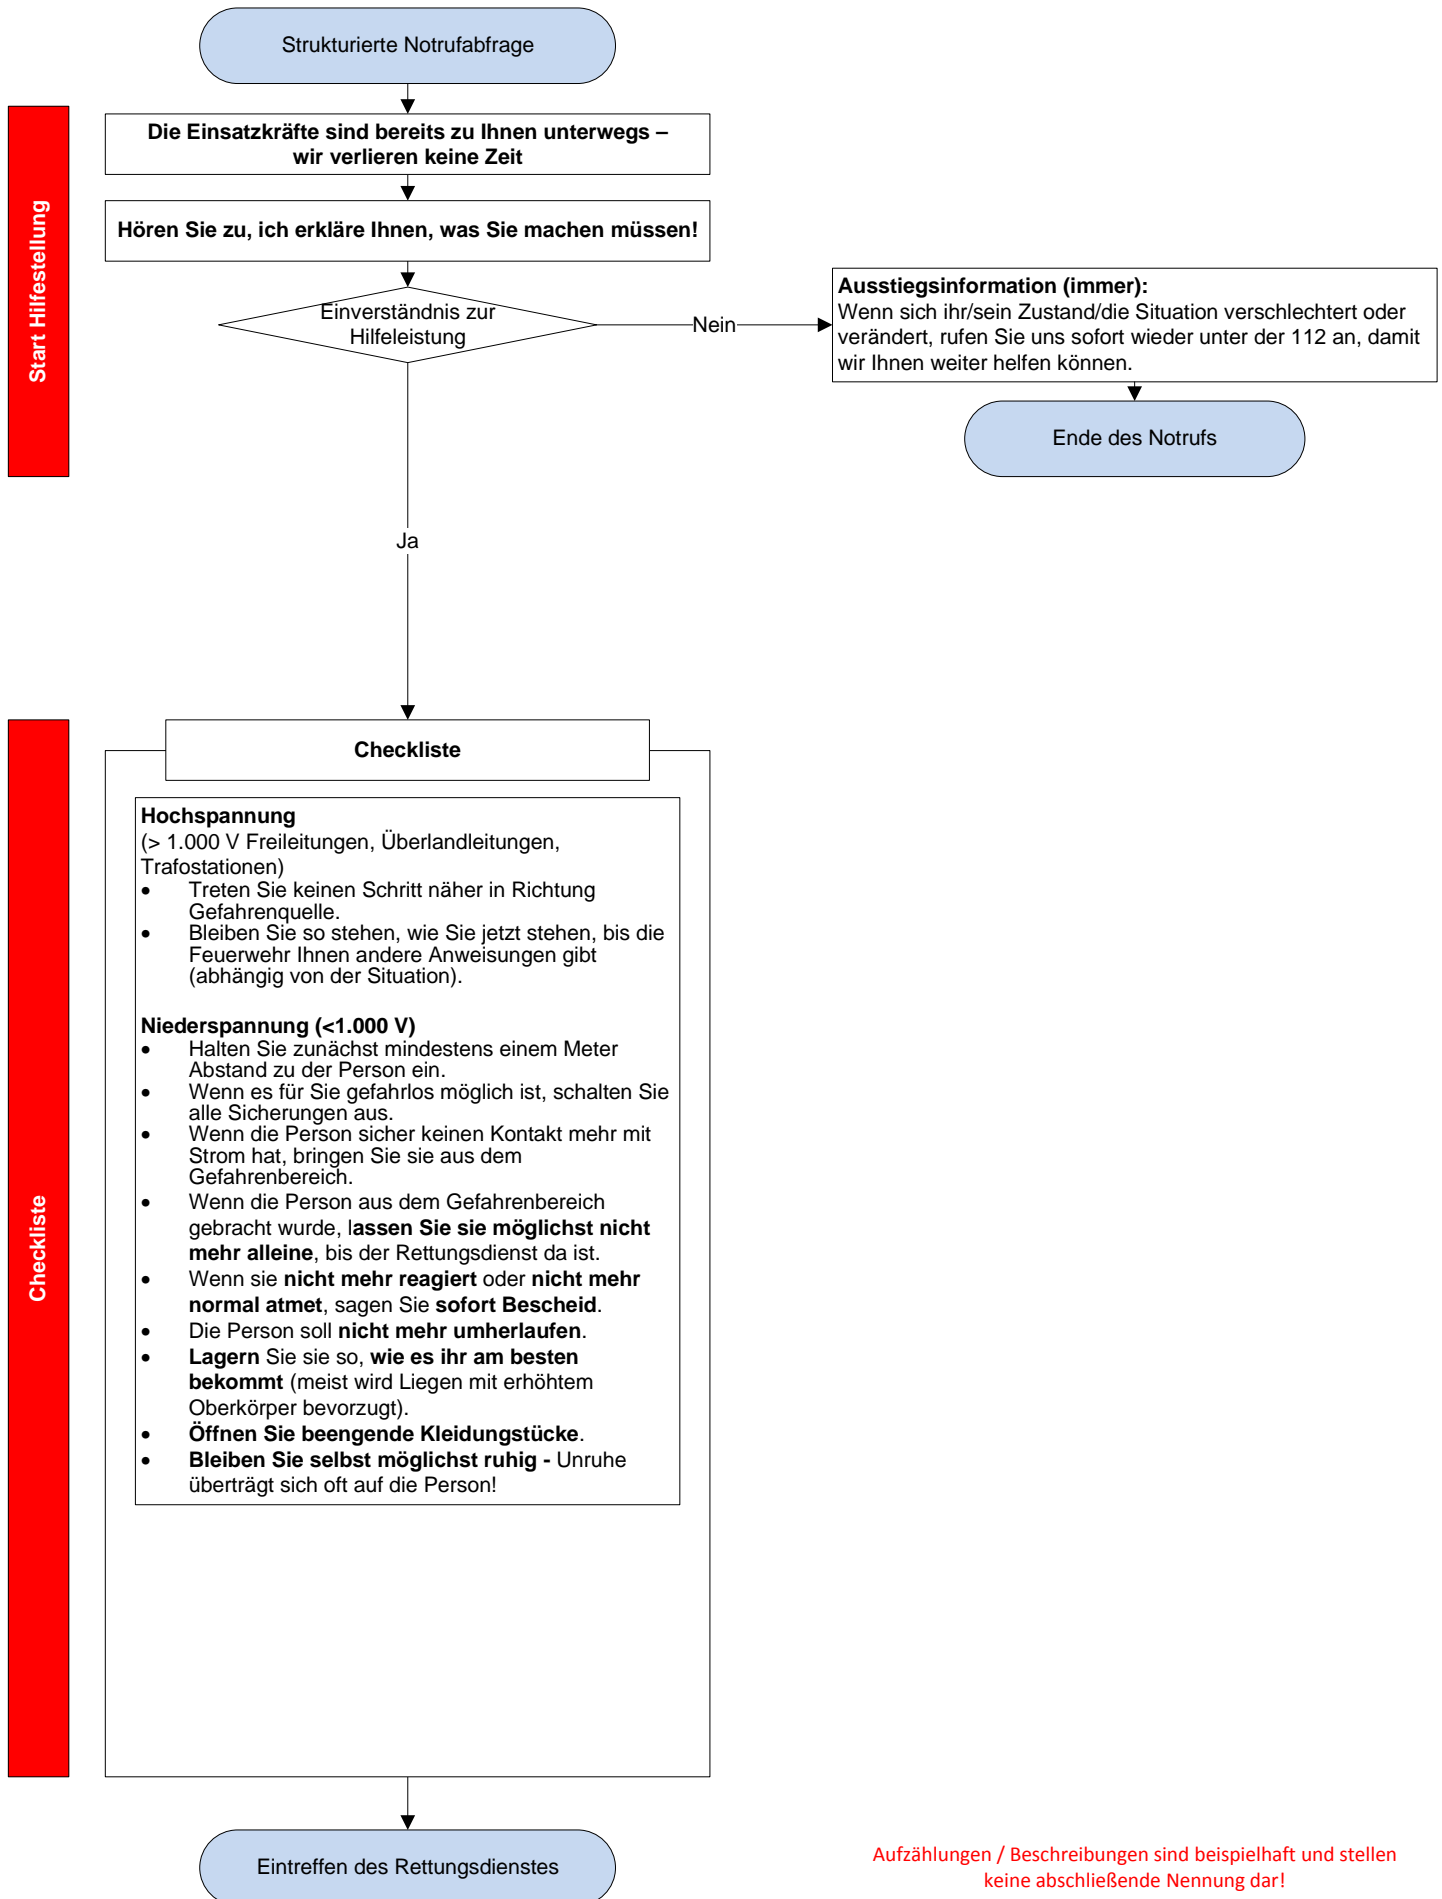 Strukturierte Notrufabfrage
Start Hilfestellung
Die Einsatzkräfte sind bereits zu Ihnen unterwegs –
wir verlieren keine Zeit
Hören Sie zu, ich erkläre Ihnen, was Sie machen müssen!
Einverständnis zur
Hilfeleistung
Nein
Ausstiegsinformation (immer):
Wenn sich ihr/sein Zustand/die Situation verschlechtert oder
verändert, rufen Sie uns sofort wieder unter der 112 an, damit
wir Ihnen weiter helfen können.
Ende des Notrufs
Ja
Checkliste
Checkliste
Hochspannung
(> 1.000 V Freileitungen, Überlandleitungen,
Trafostationen)
• Treten Sie keinen Schritt näher in Richtung
Gefahrenquelle.
• Bleiben Sie so stehen, wie Sie jetzt stehen, bis die
Feuerwehr Ihnen andere Anweisungen gibt
(abhängig von der Situation).
Niederspannung (<1.000 V)
• Halten Sie zunächst mindestens einem Meter
Abstand zu der Person ein.
• Wenn es für Sie gefahrlos möglich ist, schalten Sie
alle Sicherungen aus.
• Wenn die Person sicher keinen Kontakt mehr mit
Strom hat, bringen Sie sie aus dem
Gefahrenbereich.
• Wenn die Person aus dem Gefahrenbereich
gebracht wurde, lassen Sie sie möglichst nicht
mehr alleine, bis der Rettungsdienst da ist.
• Wenn sie nicht mehr reagiert oder nicht mehr
normal atmet, sagen Sie sofort Bescheid.
• Die Person soll nicht mehr umherlaufen.
• Lagern Sie sie so, wie es ihr am besten
bekommt (meist wird Liegen mit erhöhtem
Oberkörper bevorzugt).
• Öffnen Sie beengende Kleidungstücke.
• Bleiben Sie selbst möglichst ruhig - Unruhe
überträgt sich oft auf die Person!
Eintreffen des Rettungsdienstes
Aufzählungen / Beschreibungen sind beispielhaft und stellen
keine abschließende Nennung dar!